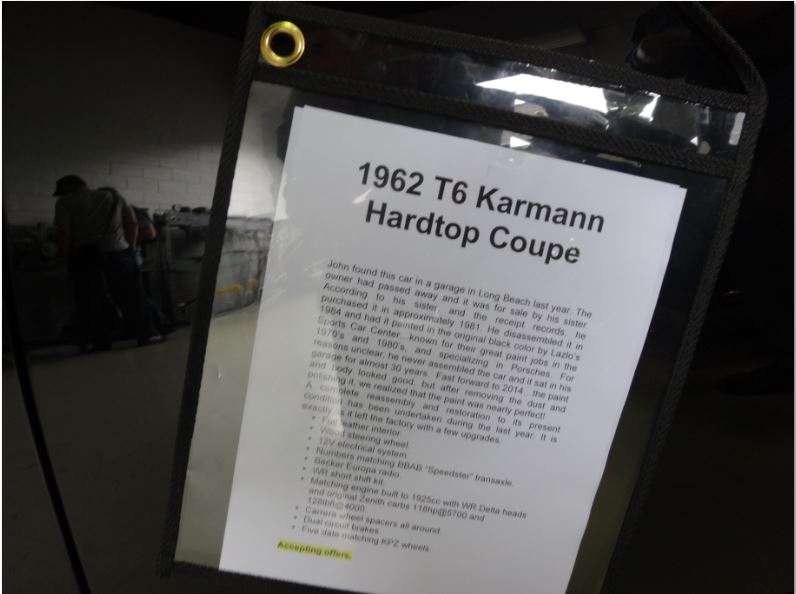 1962 T6 Karmann
Hardtop Coupe
John found this car in a garage in Long Beach last year. The
owner had passed away and it was for sale by his sister.
According to his sister, and the receipt records, he
purchased it in approximately 1981. He disassembled it in
1984 and had it painted in the original black color by Lazlo's
Sports Car Center, known for their great paint jobs in the
1970's and 1980's, and specializing in Porsches. For
reasons unclear, he never assembled the car and it sat in his
garage for almost 30 years. Fast forward to 2014...the paint
and body looked good, but after removing the dust and
polishing it, we realized that the paint was nearly perfect!
A complete reassembly and restoration to its present
condition has been undertaken during the last year. It is
exactly as it left the factory with a few upgrades.
• Full leather interior.
• Wood steering wheel.
• 12V electrical system.
• Numbers matching BBAB "Speedster" transaxle.
• Becker Europa radio.
• WR short shift kit.
• Matching engine built to 1925cc with WR Delta heads
and original Zenith carbs 118hp@5700 and
128lbft@4000.
• Carrera wheel spacers all around.
• Dual circuit brakes.
• Five date matching KPZ wheels.
Accepting offers.